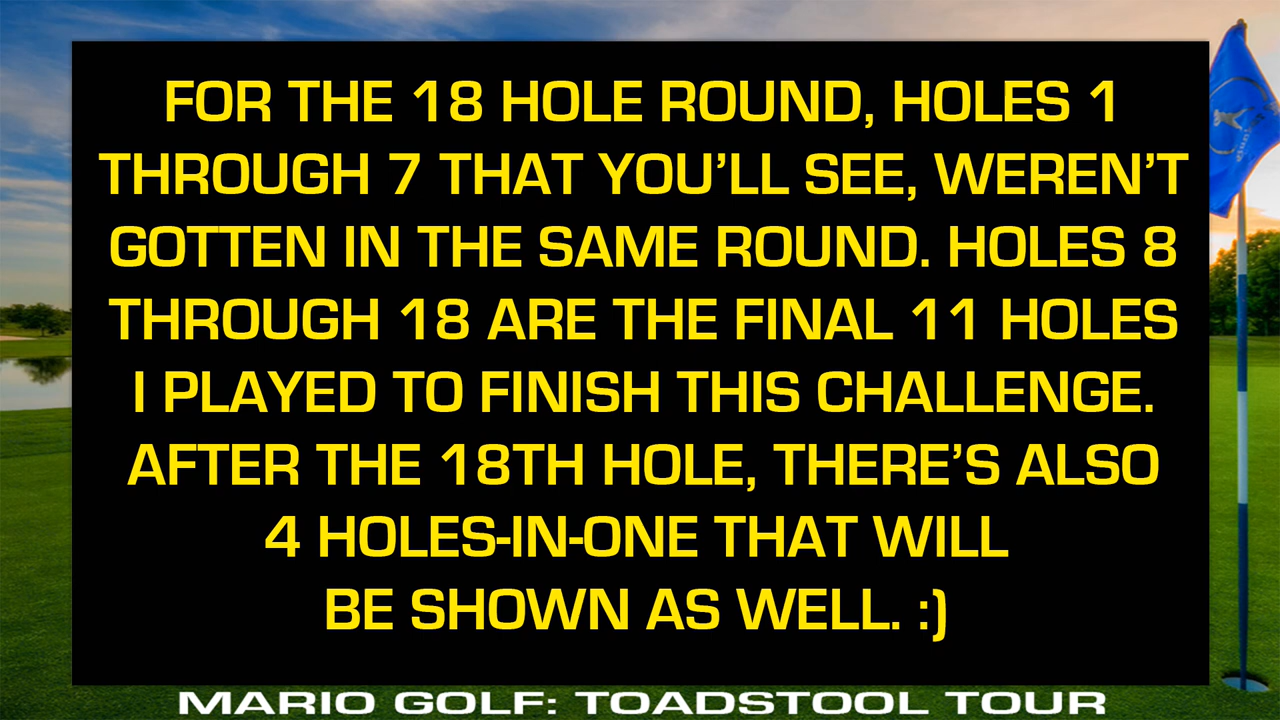 FOR THE 18 HOLE ROUND, HOLES 1
THROUGH 7 THAT YOU'LL SEE, WEREN'T
GOTTEN IN THE SAME ROUND. HOLES 8
THROUGH 18 ARE THE FINAL 11 HOLES
I PLAYED TO FINISH THIS CHALLENGE.
AFTER THE 18TH HOLE, THERE'S ALSO
4 HOLES-IN-ONE THAT WILL
BE SHOWN AS WELL. :)
MARIO GOLF: TOADSTOOL TOUR